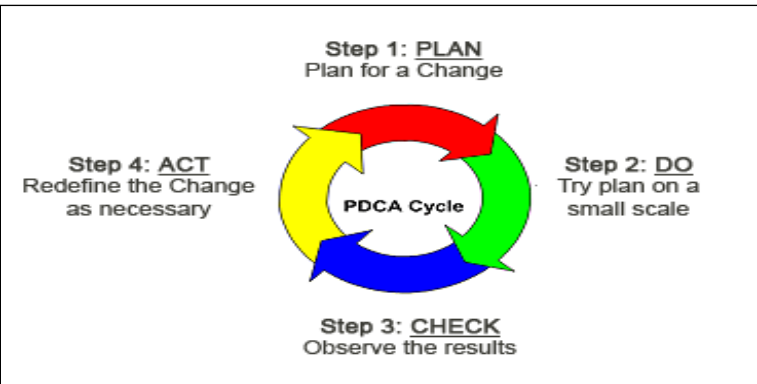 Step 1: PLAN
Plan for a Change
Step 2: DO
Try plan on a
small scale
Step 3: CHECK
Observe the results
Step 4: ACT
Redefine the Change
as necessary
PDCA Cycle